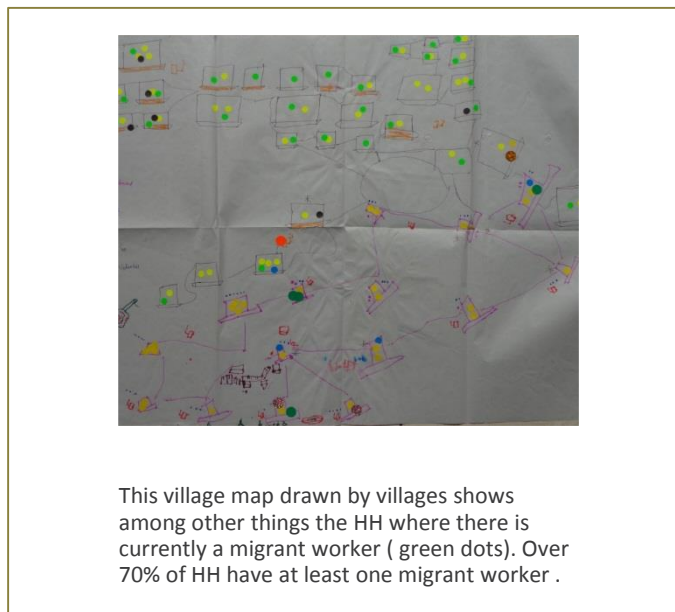 This village map drawn by villages shows
among other things the HH where there is
currently a migrant worker ( green dots). Over
70% of HH have at least one migrant worker .